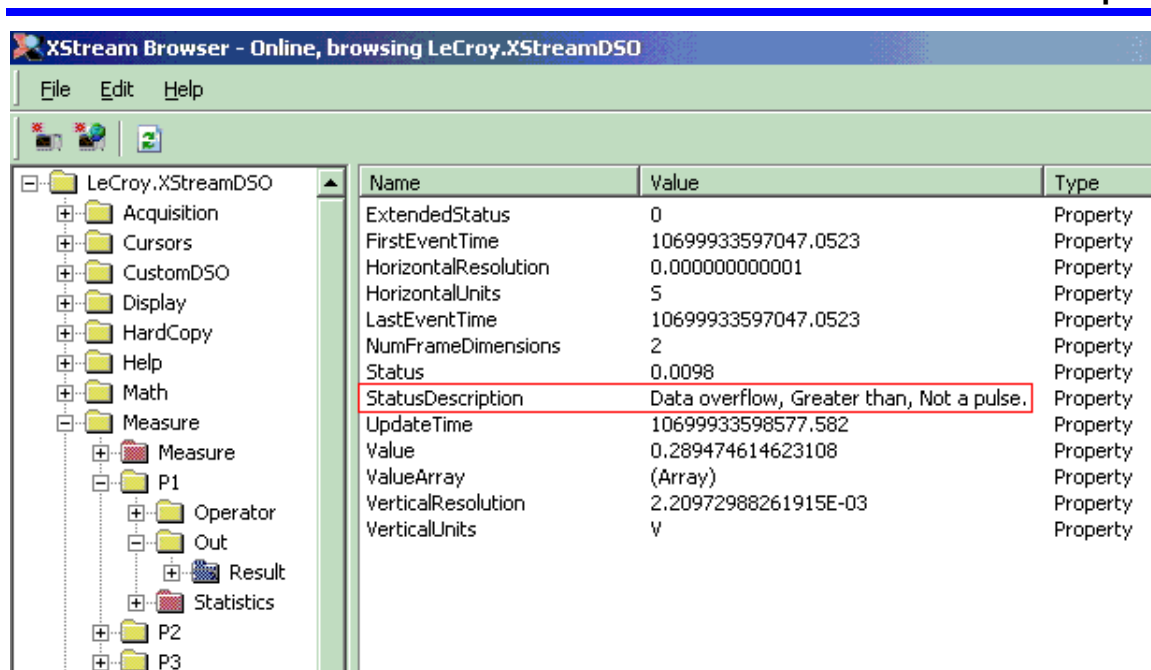 XStream Browser - Online, browsing LeCroy.XStreamDSO
File Edit Help
LeCroy.XStreamDSO
Acquisition
Cursors
CustomDSO
Display
HardCopy
Help
Math
Measure
Measure
P1
Operator
Out
Result
Statistics
P2
P3
Name Value Type
ExtendedStatus 0 Property
FirstEventTime 10699933597047.0523 Property
HorizontalResolution 0.000000000001 Property
HorizontalUnits S Property
LastEventTime 10699933597047.0523 Property
NumFrameDimensions 2 Property
Status 0.0098 Property
StatusDescription Data overflow, Greater than, Not a pulse. Property
UpdateTime 10699933598577.582 Property
Value 0.289474614623108 Property
ValueArray (Array) Property
VerticalResolution 2.20972988261915E-03 Property
VerticalUnits V Property